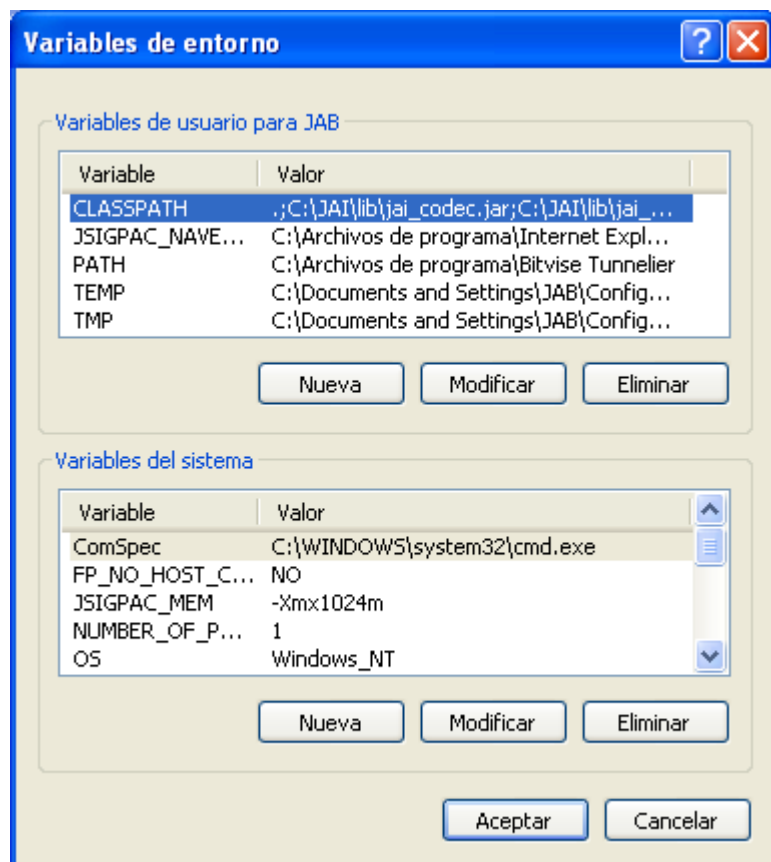 Variables de entorno
Variables de usuario para JAB
Variable Valor
CLASSPATH .;C:\JAI\lib\jai_codec.jar;C:\JAI\lib\jai_...
JSIGPAC_NAVE... C:\Archivos de programa\Internet Expl...
PATH C:\Archivos de programa\Bitvise Tunnelier
TEMP C:\Documents and Settings\JAB\Config...
TMP C:\Documents and Settings\JAB\Config...
Nueva Modificar Eliminar
Variables del sistema
Variable Valor
ComSpec C:\WINDOWS\system32\cmd.exe
FP_NO_HOST_C... NO
JSIGPAC_MEM -Xmx1024m
NUMBER_OF_P... 1
OS Windows_NT
Nueva Modificar Eliminar
Aceptar Cancelar